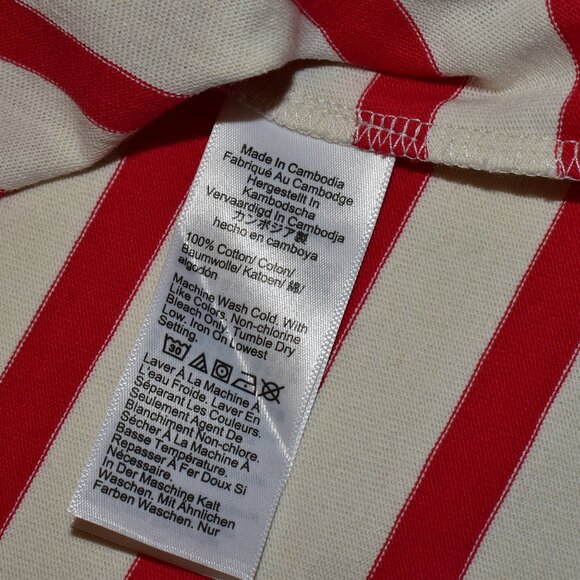 Made In Cambodia
Fabriqué Au Cambodge
Hergestellt In
Kambodscha
Vervaardigd In Cambodja
カンボジア製
hecho en camboya
100% Cotton/ Coton/
Baumwolle/ Katoen/ 綿/
algodón
Machine Wash Cold. With
Like Colors. Non-chlorine
Bleach Only. Tumble Dry
Low. Iron On Lowest
Setting.
30
Laver À La Machine À
L'eau Froide. Laver En
Séparant Les Couleurs.
Seulement Agent De
Blanchiment Non-chlore.
Sécher À La Machine À
Basse Température.
Repasser À Fer Doux Si
Nécessaire.
In Der Maschine Kalt
Waschen. Mit Ähnlichen
Farben Waschen. Nur